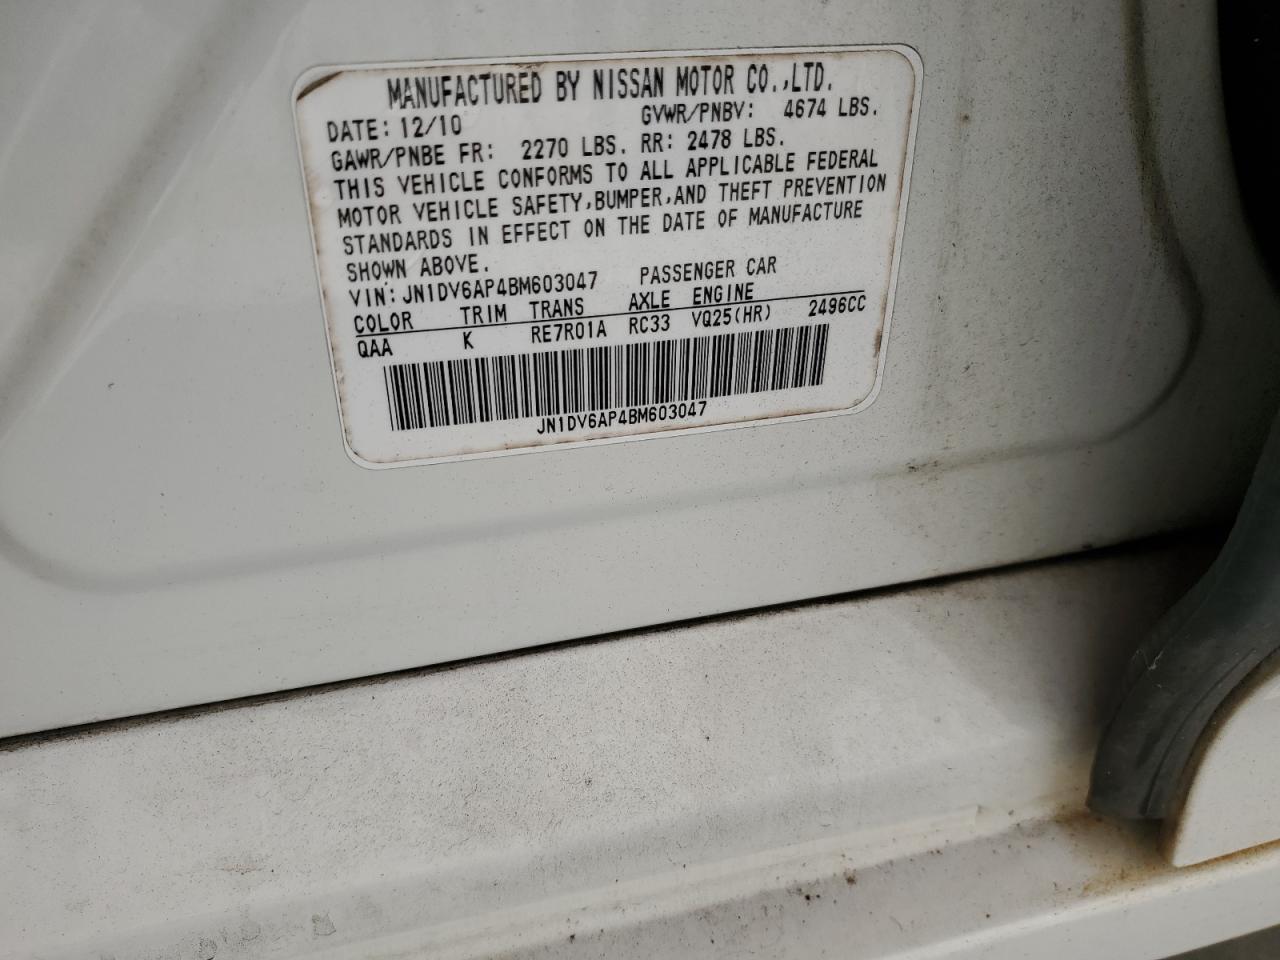 MANUFACTURED BY NISSAN MOTOR CO.,LTD.
DATE: 12/10 GVWR/PNBV: 4674 LBS.
GAWR/PNBE FR: 2270 LBS. RR: 2478 LBS.
THIS VEHICLE CONFORMS TO ALL APPLICABLE FEDERAL
MOTOR VEHICLE SAFETY,BUMPER,AND THEFT PREVENTION
STANDARDS IN EFFECT ON THE DATE OF MANUFACTURE
SHOWN ABOVE.
VIN: JN1DV6AP4BM603047 PASSENGER CAR
COLOR TRIM TRANS AXLE ENGINE
QAA K RE7R01A RC33 VQ25(HR) 2496CC
JN1DV6AP4BM603047